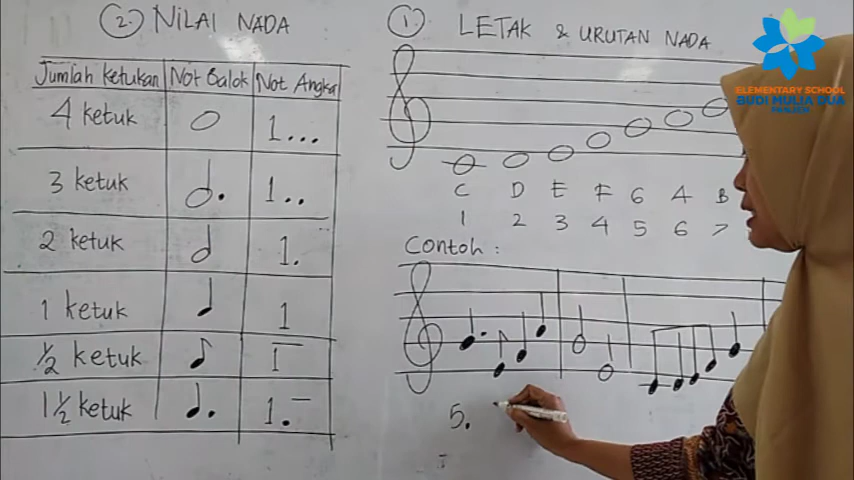 2. NILAI NADA
Jumlah ketukan Not Balok Not Angka
4 ketuk 1...
3 ketuk 1..
2 ketuk 1.
1 ketuk 1
1/2 ketuk 1
1 1/2 ketuk 1.
1. LETAK & URUTAN NADA
C D E F G A B
1 2 3 4 5 6 7
Contoh :
5.
ELEMENTARY SCHOOL
BUDI MULIA DUA